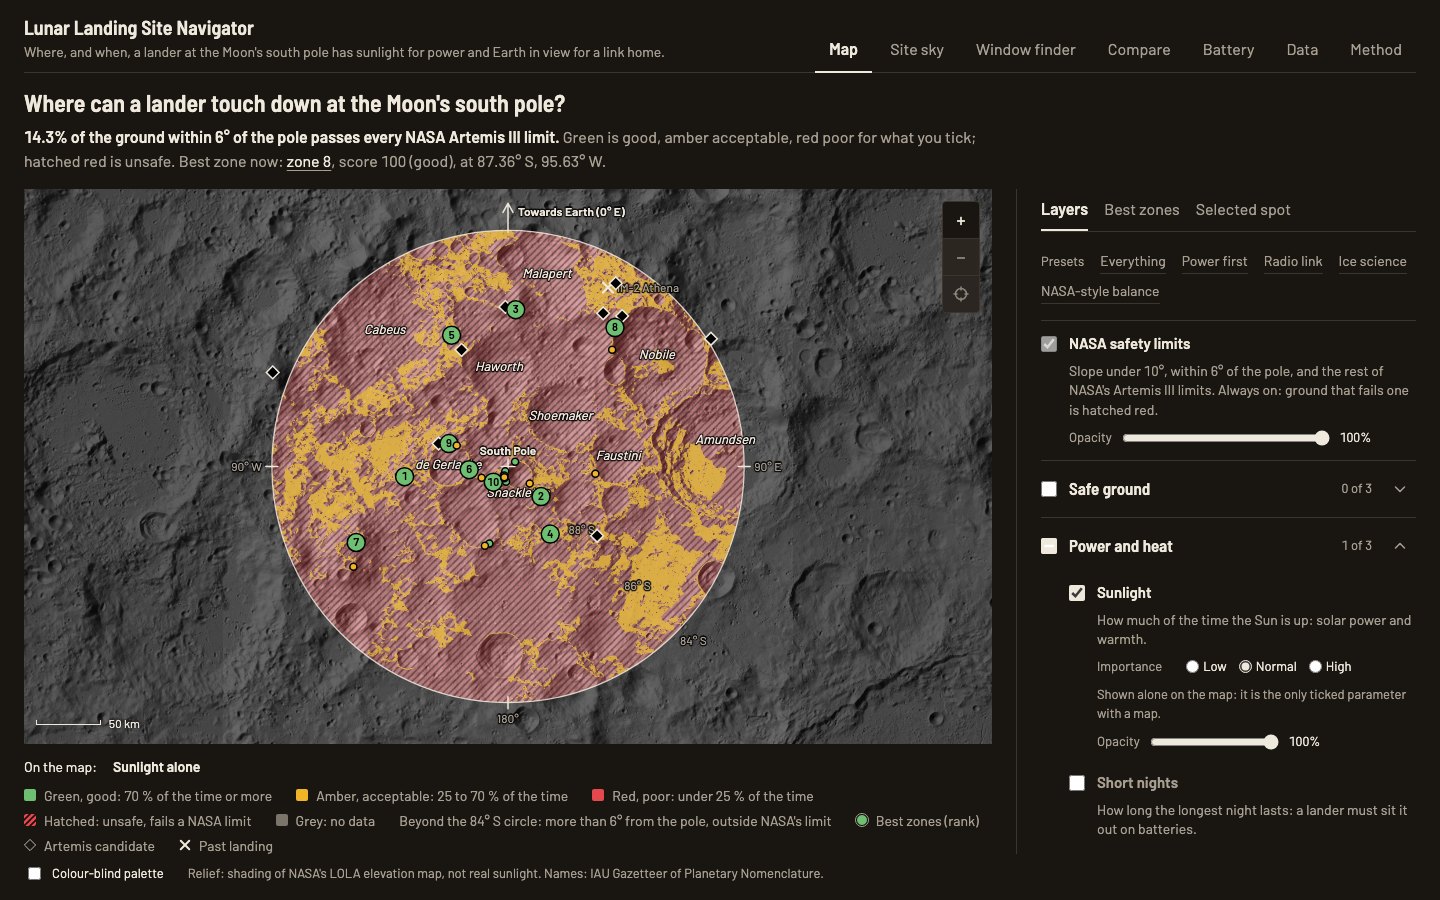 Lunar Landing Site Navigator
Where, and when, a lander at the Moon's south pole has sunlight for power and Earth in view for a link home.
Map Site sky Window finder Compare Battery Data Method
Where can a lander touch down at the Moon's south pole?
14.3% of the ground within 6° of the pole passes every NASA Artemis III limit. Green is good, amber acceptable, red poor for what you tick;
hatched red is unsafe. Best zone now: zone 8, score 100 (good), at 87.36° S, 95.63° W.
Towards Earth (0° E)
+
−
Malapert
IM-2 Athena
3
8
5
Cabeus
Nobile
Haworth
Shoemaker
Amundsen
9
South Pole
Faustini
90° W
90° E
de Gerlache
1
6
10
Shackle
2
4
88° S
7
86° S
84° S
180°
50 km
Layers Best zones Selected spot
Presets Everything Power first Radio link Ice science
NASA-style balance
NASA safety limits
Slope under 10°, within 6° of the pole, and the rest of
NASA's Artemis III limits. Always on: ground that fails one
is hatched red.
Opacity 100%
Safe ground 0 of 3
Power and heat 1 of 3
Sunlight
How much of the time the Sun is up: solar power and
warmth.
Importance Low Normal High
Shown alone on the map: it is the only ticked parameter
with a map.
Opacity 100%
Short nights
How long the longest night lasts: a lander must sit it
out on batteries.
On the map: Sunlight alone
Green, good: 70 % of the time or more Amber, acceptable: 25 to 70 % of the time Red, poor: under 25 % of the time
Hatched: unsafe, fails a NASA limit Grey: no data Beyond the 84° S circle: more than 6° from the pole, outside NASA's limit Best zones (rank)
Artemis candidate Past landing
Colour-blind palette Relief: shading of NASA's LOLA elevation map, not real sunlight. Names: IAU Gazetteer of Planetary Nomenclature.